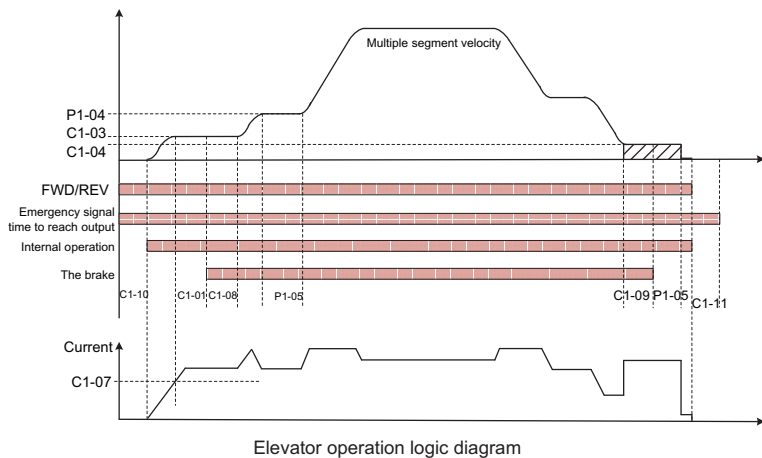 Multiple segment velocity
P1-04
C1-03
C1-04
FWD/REV
Emergency signal
time to reach output
Internal operation
The brake
C1-10
C1-01
C1-08
P1-05
C1-09
P1-05
C1-11
Current
C1-07
Elevator operation logic diagram